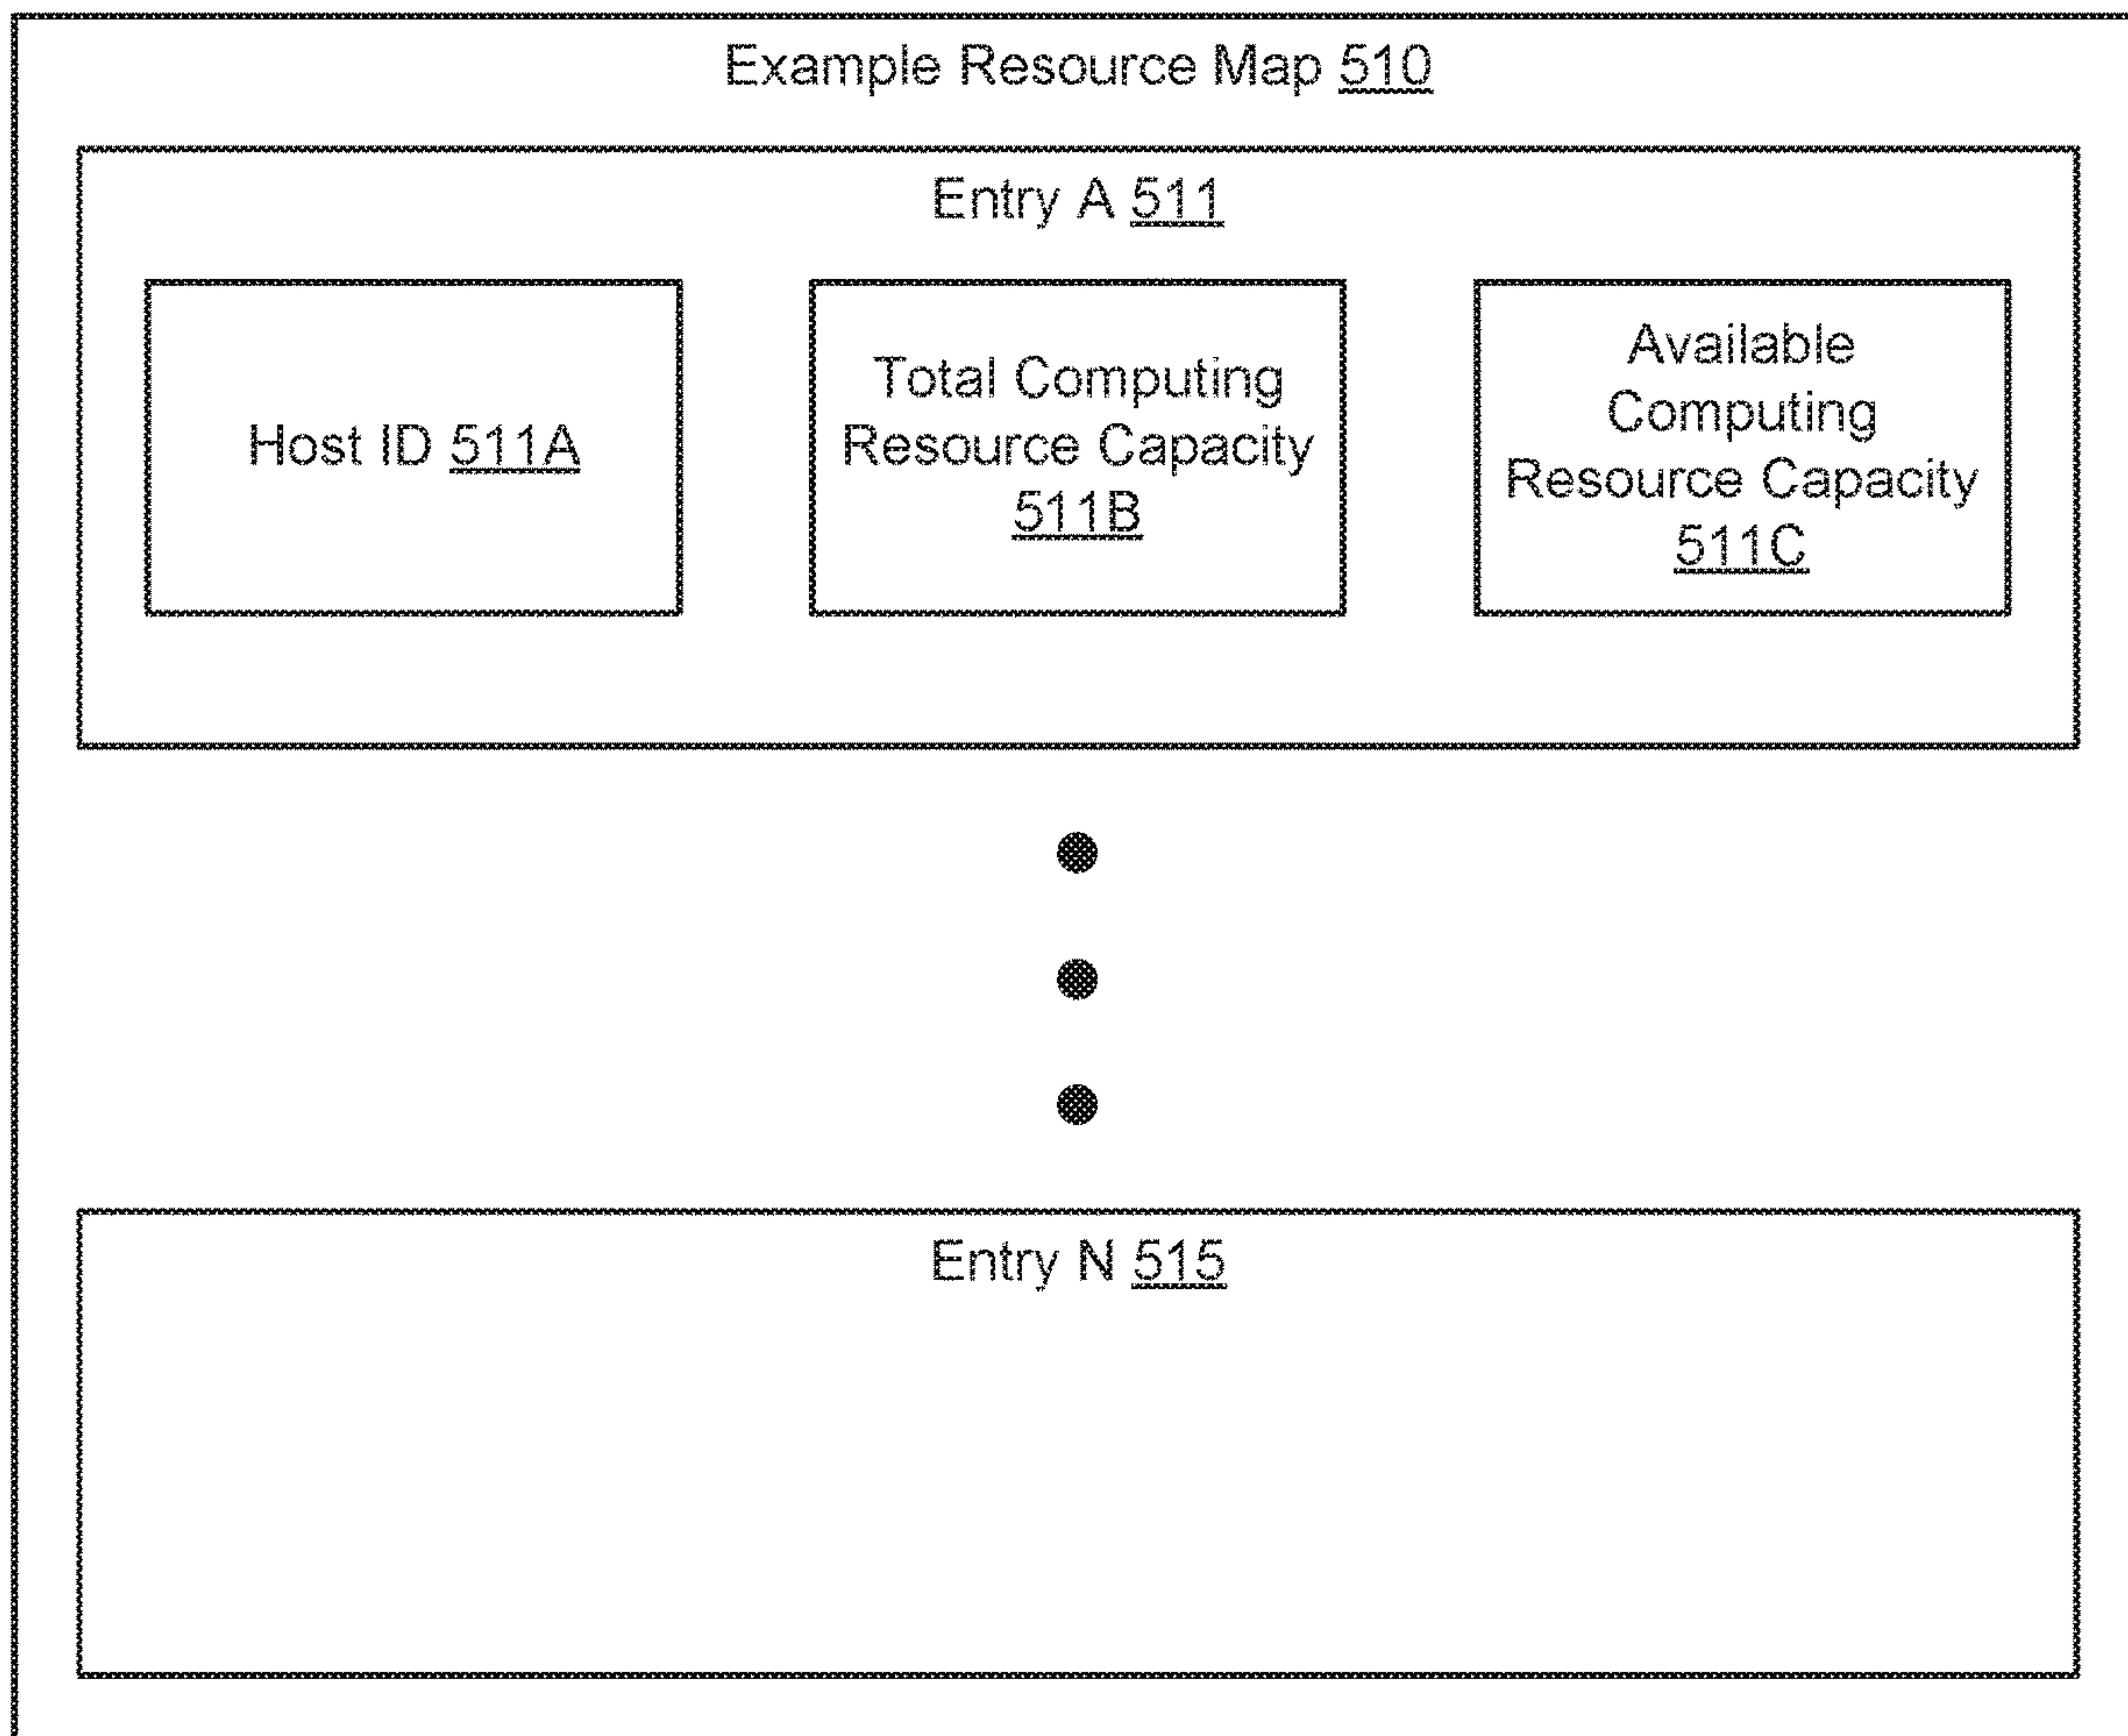 Example Resource Map 510
Entry A 511
Host ID 511A
Total Computing
Resource Capacity
511B
Available
Computing
Resource Capacity
511C
Entry N 515